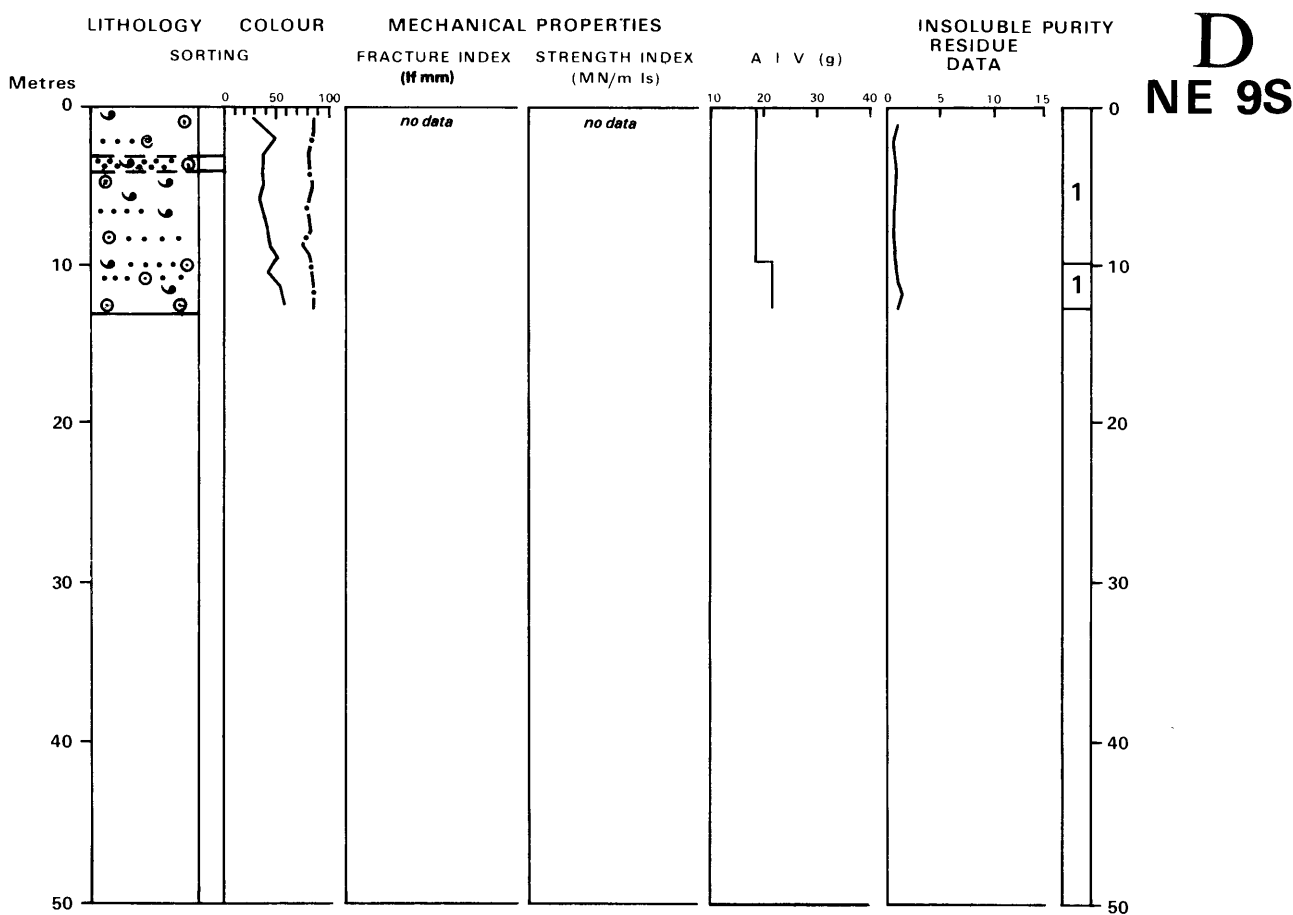 LITHOLOGY COLOUR MECHANICAL PROPERTIES INSOLUBLE PURITY D
SORTING FRACTURE INDEX STRENGTH INDEX A I V (g) RESIDUE
Metres (If mm) (MN/m Is) DATA NE 9S
0 0 50 100 no data no data 10 20 30 40 0 5 10 15 0
1
10 10
1
20 20
30 30
40 40
50 50